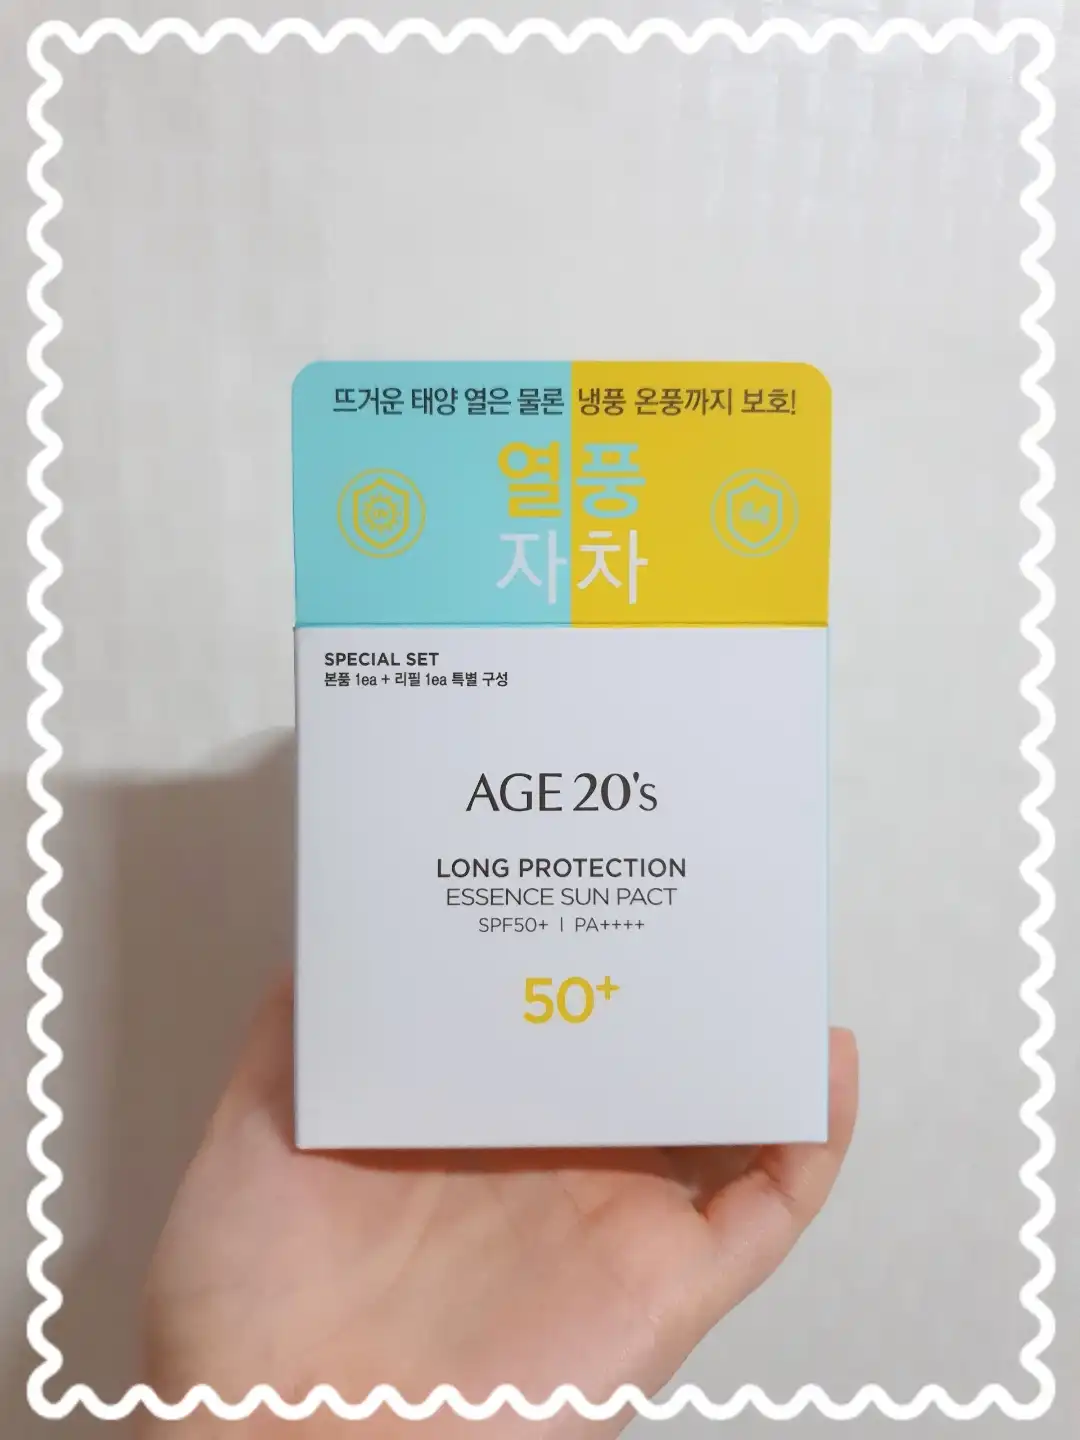 뜨거운 태양 열은 물론 냉풍 온풍까지 보호!
열풍
자차
SPECIAL SET
본품 1ea + 리필 1ea 특별 구성
AGE 20's
LONG PROTECTION
ESSENCE SUN PACT
SPF50+ | PA++++
50+